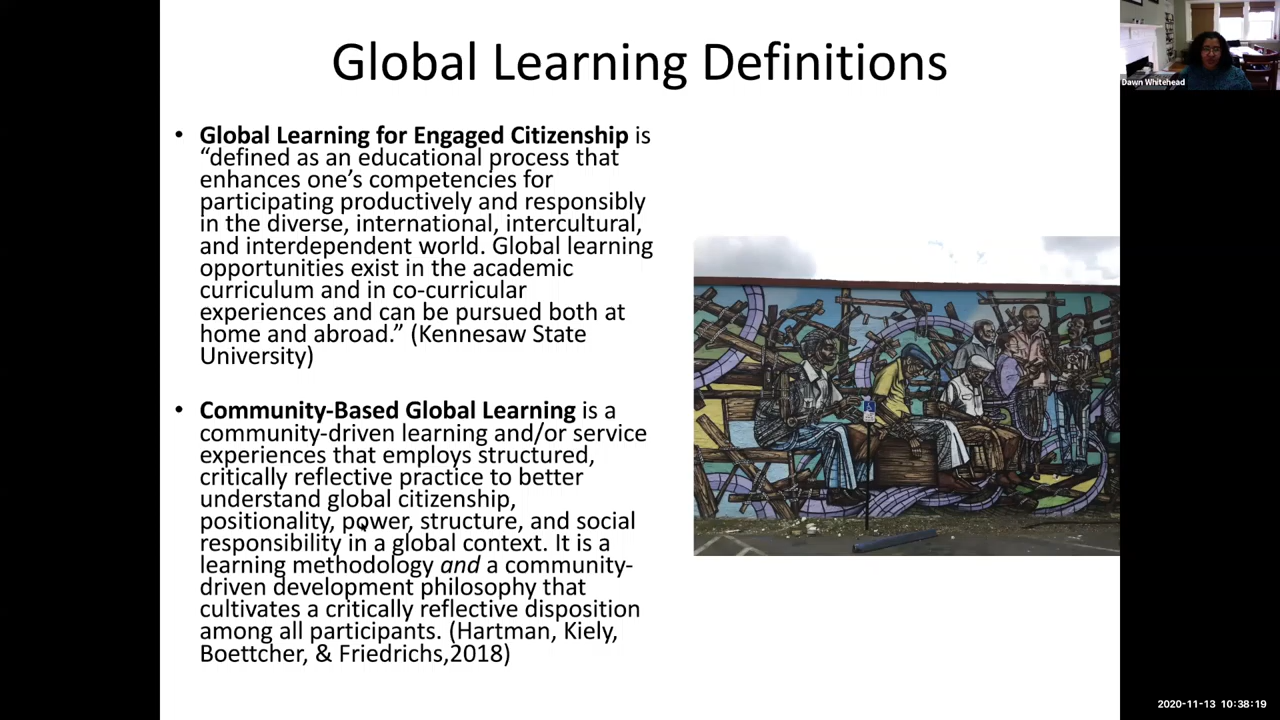 Global Learning Definitions
Dawn Whitehead
• Global Learning for Engaged Citizenship is
“defined as an educational process that
enhances one’s competencies for
participating productively and responsibly
in the diverse, international, intercultural,
and interdependent world. Global learning
opportunities exist in the academic
curriculum and in co-curricular
experiences and can be pursued both at
home and abroad.” (Kennesaw State
University)
• Community-Based Global Learning is a
community-driven learning and/or service
experiences that employs structured,
critically reflective practice to better
understand global citizenship,
positionality, power, structure, and social
responsibility in a global context. It is a
learning methodology and a community-
driven development philosophy that
cultivates a critically reflective disposition
among all participants. (Hartman, Kiely,
Boettcher, & Friedrichs,2018)
2020-11-13 10:38:19